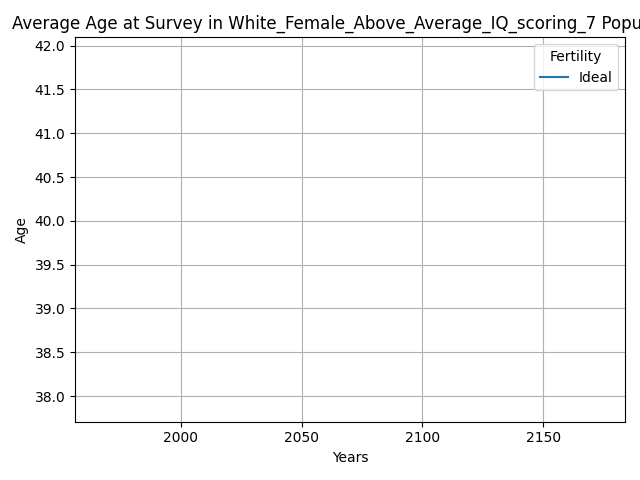 Average Age at Survey in White_Female_Above_Average_IQ_scoring_7 Popu
Fertility
Ideal
42.0
41.5
41.0
40.5
40.0
39.5
39.0
38.5
38.0
Age
2000 2050 2100 2150
Years